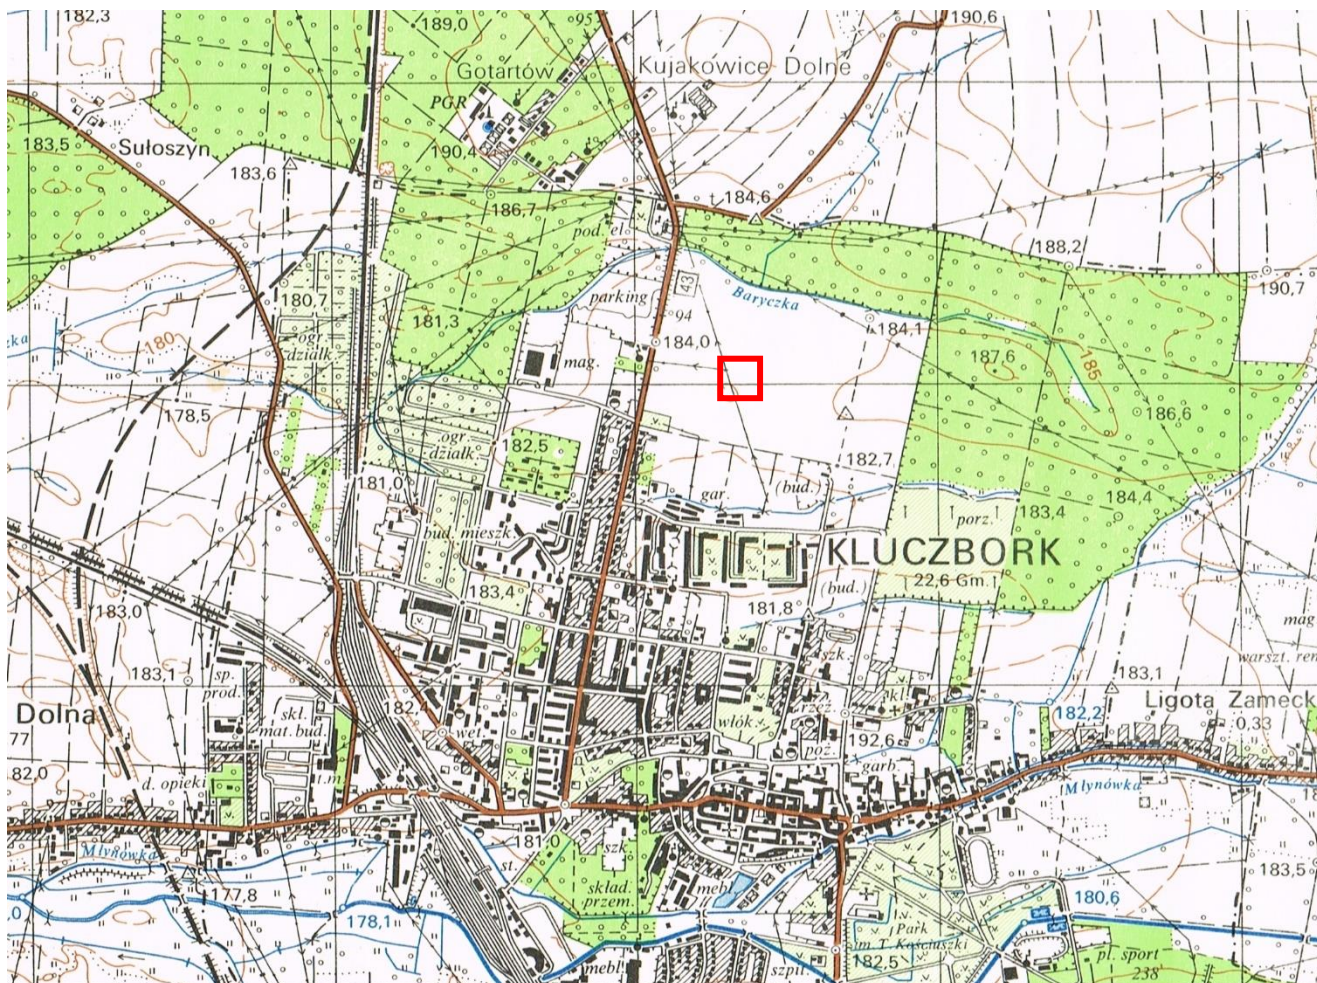 182,3
189,0
95
190,6
Gotartów
Kujakowice Dolne
PGR
183,5
Sułoszyn
190,4
183,6
186,7
184,6
pod. el.
188,2
180,7
parking
43
Baryczka
190,7
181,3
94
184,1
180
ogr.
działk.
184,0
mag.
187,6
185
178,5
186,6
ogr.
działk.
182,5
182,7
181,0
gar.
(bud.)
184,4
bud. mieszk.
porz.
183,4
KLUCZBORK
22,6 Gm.
183,4
(bud.)
183,0
181,8
mag
szk.
warszt. ren
183,1
sp.
prod.
183,1
Ligota Zameck
Dolna
182,4
włók.
182,2
0,33
77
skł.
mat. bud.
wet.
poż.
192,6
82,0
garb.
d. opieki
Młynówka
Młynówka
181,0
szk.
st.
183,5
177,8
skład.
przem.
mebl.
178,1
180,6
Park
im. T. Kościuszki
mebl.
szpit.
182,5
pl. sport
238